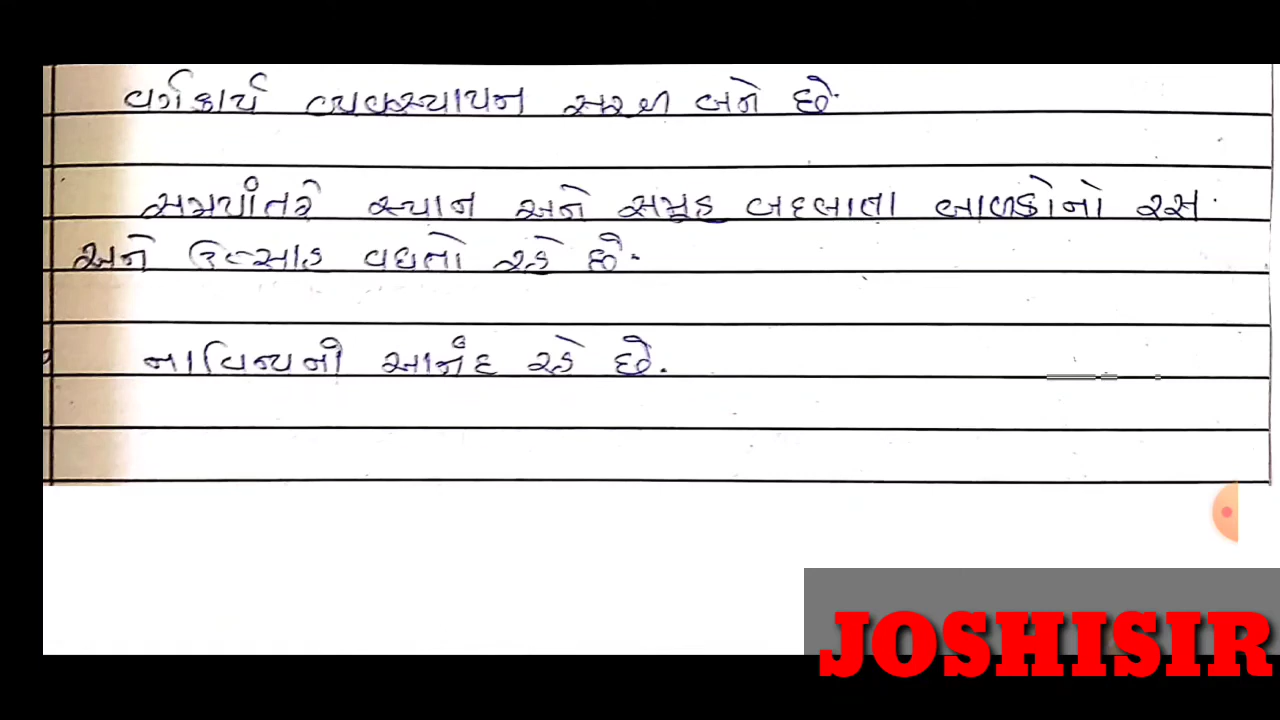 વર્ગકાર્ય વ્યવસ્થાપન સરળ બને છે.
સમયાંતરે સ્થાન અને સમૂહ બદલાતા બાળકોનો રસ
અને ઉત્સાહ વધતો રહે છે.
નાવિન્યની આનંદ રહે છે.
JOSHISIR